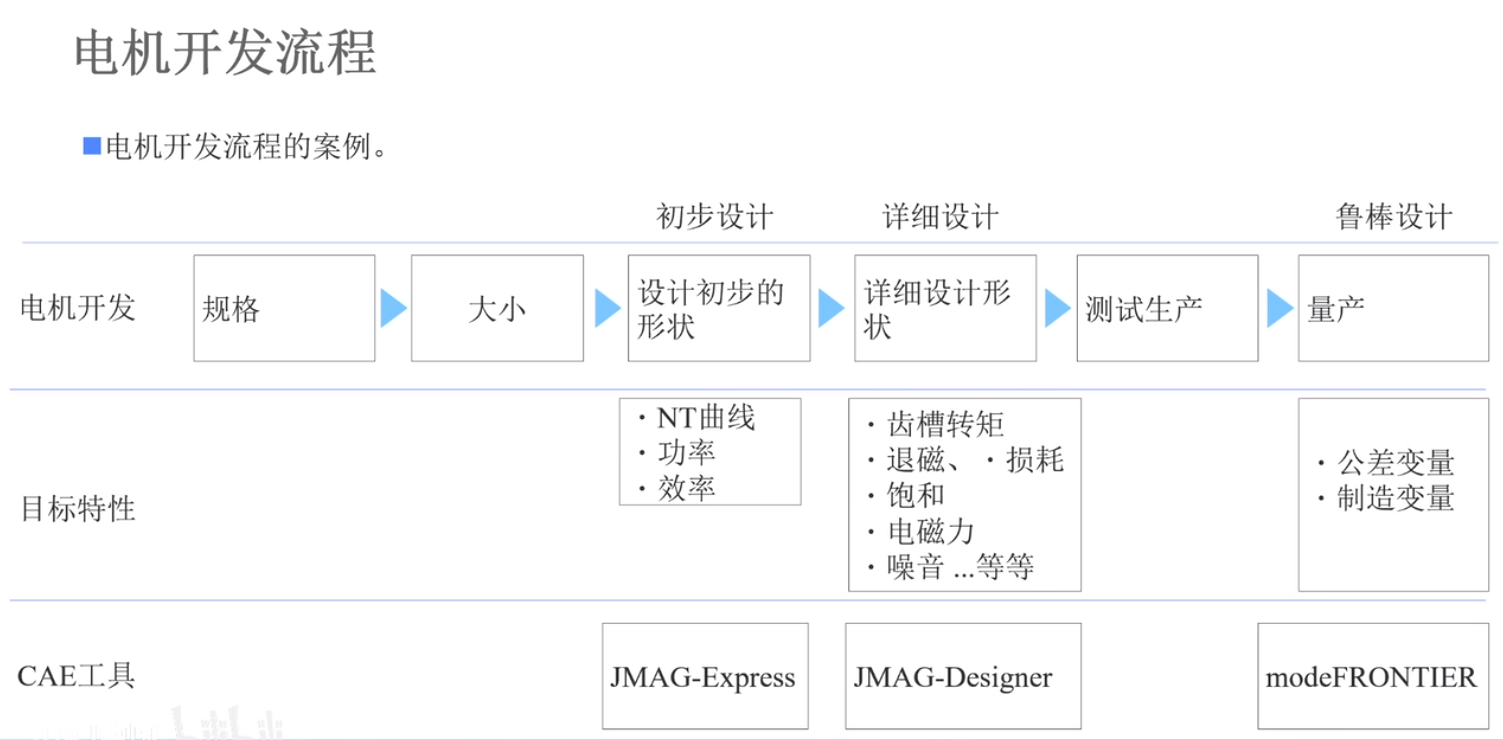 电机开发流程
■电机开发流程的案例。
初步设计
详细设计
鲁棒设计
电机开发
规格
大小
设计初步的
形状
详细设计形
状
测试生产
量产
目标特性
·NT曲线
·功率
·效率
·齿槽转矩
·退磁、·损耗
·饱和
·电磁力
·噪音 ...等等
·公差变量
·制造变量
CAE工具
JMAG-Express
JMAG-Designer
modeFRONTIER